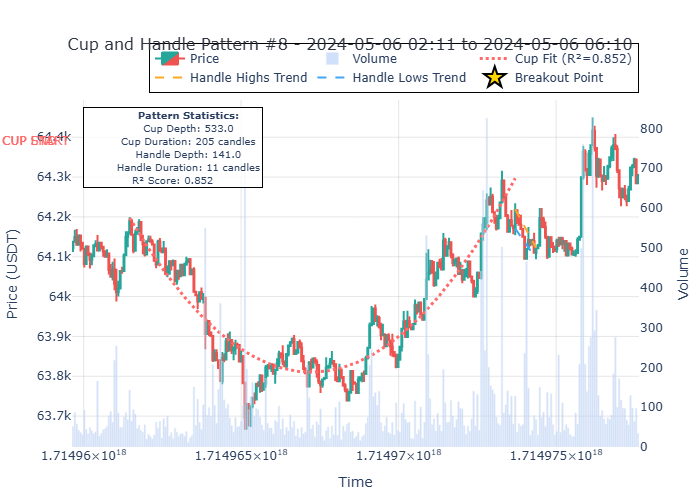 Cup and Handle Pattern #8 - 2024-05-06 02:11 to 2024-05-06 06:10
Price
Volume
Cup Fit (R²=0.852)
Handle Highs Trend
Handle Lows Trend
Breakout Point
Pattern Statistics:
Cup Depth: 533.0
Cup Duration: 205 candles
Handle Depth: 141.0
Handle Duration: 11 candles
R² Score: 0.852
CUP
64.4k
64.3k
64.2k
64.1k
64k
63.9k
63.8k
63.7k
Price (USDT)
800
700
600
500
400
300
200
100
0
Volume
1.71496×10¹⁸
1.714965×10¹⁸
1.71497×10¹⁸
1.714975×10¹⁸
Time